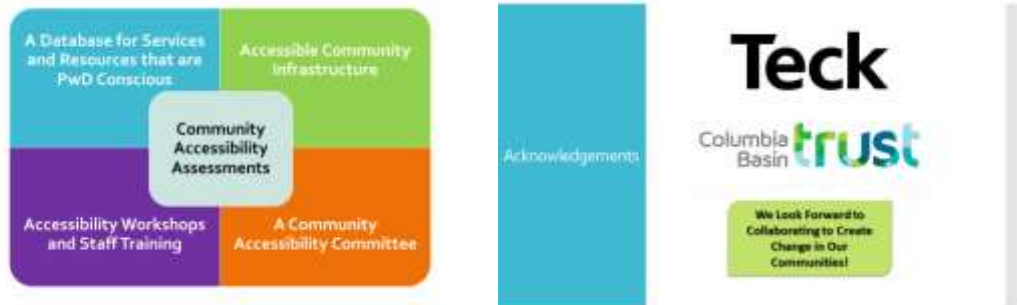 A Database for Services
and Resources that are
PwD Conscious
Accessible Community
Infrastructure
Community
Accessibility
Assessments
Accessibility Workshops
and Staff Training
A Community
Accessibility Committee
Acknowledgements
Teck
Columbia
Basin trust
We Look Forward to
Collaborating to Create
Change in Our
Communities!